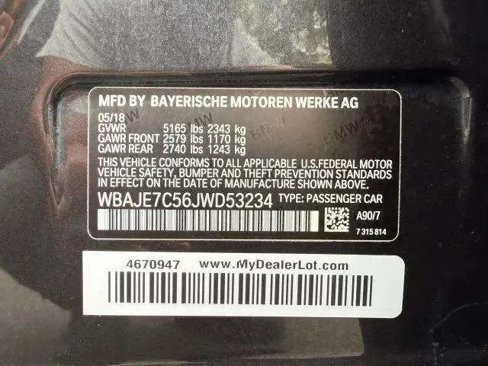 MFD BY BAYERISCHE MOTOREN WERKE AG
05/18
GVWR 5165 lbs 2343 kg
GAWR FRONT 2579 lbs 1170 kg
GAWR REAR 2740 lbs 1243 kg
THIS VEHICLE CONFORMS TO ALL APPLICABLE U.S. FEDERAL MOTOR
VEHICLE SAFETY, BUMPER AND THEFT PREVENTION STANDARDS IN
EFFECT ON THE DATE OF MANUFACTURE SHOWN ABOVE.
WBAJE7C56JWD53234 TYPE: PASSENGER CAR
A90/7
7 315 814
4670947 www.MyDealerLot.com